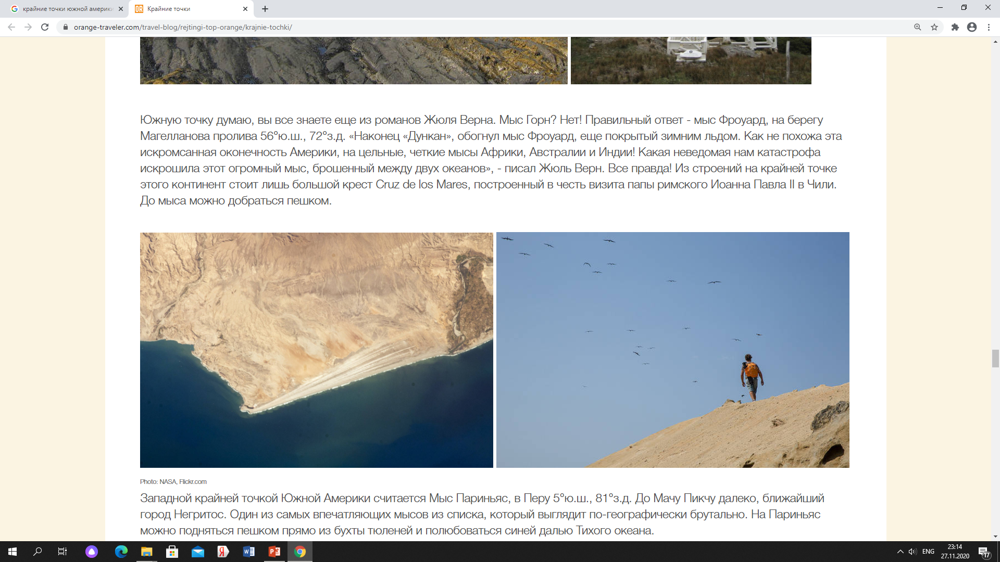 крайние точки южной америки
Крайние точки
orange-traveler.com/travel-blog/rejtingi-top-orange/krajnie-tochki/
Южную точку думаю, вы все знаете еще из романов Жюля Верна. Мыс Горн? Нет! Правильный ответ - мыс Фроуард, на берегу
Магелланова пролива 56°ю.ш., 72°з.д. «Наконец «Дункан», обогнул мыс Фроуард, еще покрытый зимним льдом. Как не похожа эта
искромсанная оконечность Америки, на цельные, четкие мысы Африки, Австралии и Индии! Какая неведомая нам катастрофа
искрошила этот огромный мыс, брошенный между двух океанов», - писал Жюль Верн. Все правда! Из строений на крайней точке
этого континент стоит лишь большой крест Cruz de los Mares, построенный в честь визита папы римского Иоанна Павла II в Чили.
До мыса можно добраться пешком.
Photo: NASA, Flickr.com
Западной крайней точкой Южной Америки считается Мыс Париньяс, в Перу 5°ю.ш., 81°з.д. До Мачу Пикчу далеко, ближайший
город Негритос. Один из самых впечатляющих мысов из списка, который выглядит по-географически брутально. На Париньяс
можно подняться пешком прямо из бухты тюленей и полюбоваться синей далью Тихого океана.
ENG
23:14
27.11.2020
17